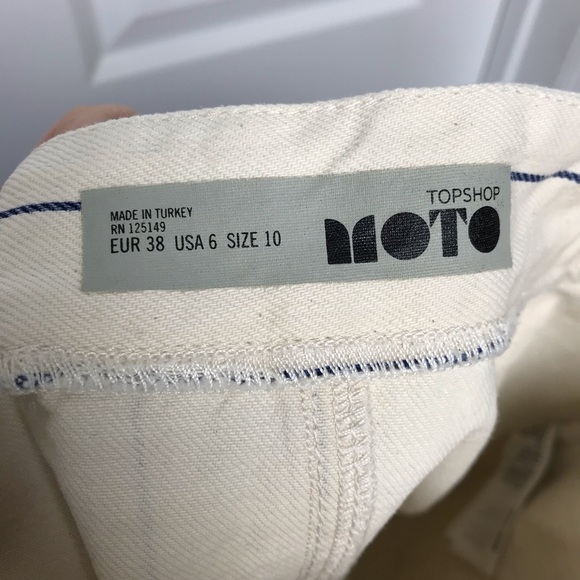 MADE IN TURKEY
RN 125149
EUR 38 USA 6 SIZE 10
TOPSHOP
MOTO